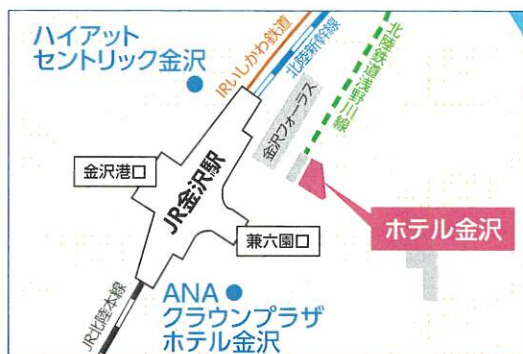 ハイアット
セントリック金沢
JRいしかわ鉄道
北陸新幹線
北陸鉄道浅野川線
金沢フォーラス
金沢港口
JR金沢駅
ホテル金沢
兼六園口
JR北陸本線
ANA
クラウンプラザ
ホテル金沢